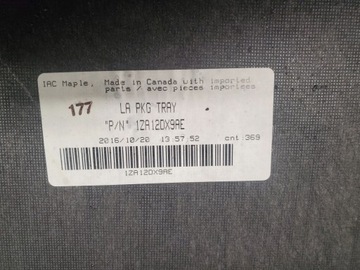 IAC Maple, Made in Canada with imported
parts / avec pieces importees
177 LA PKG TRAY
"P/N" 1ZA12DX9AE
2016/10/20 13:57:52 cnt:369
1ZA12DX9AE